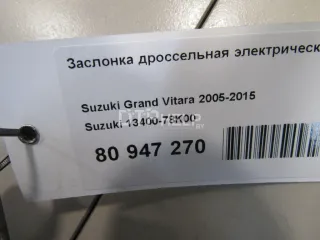 Заслонка дроссельная электрическ
Suzuki Grand Vitara 2005-2015
Suzuki 13400-78K00
80 947 270